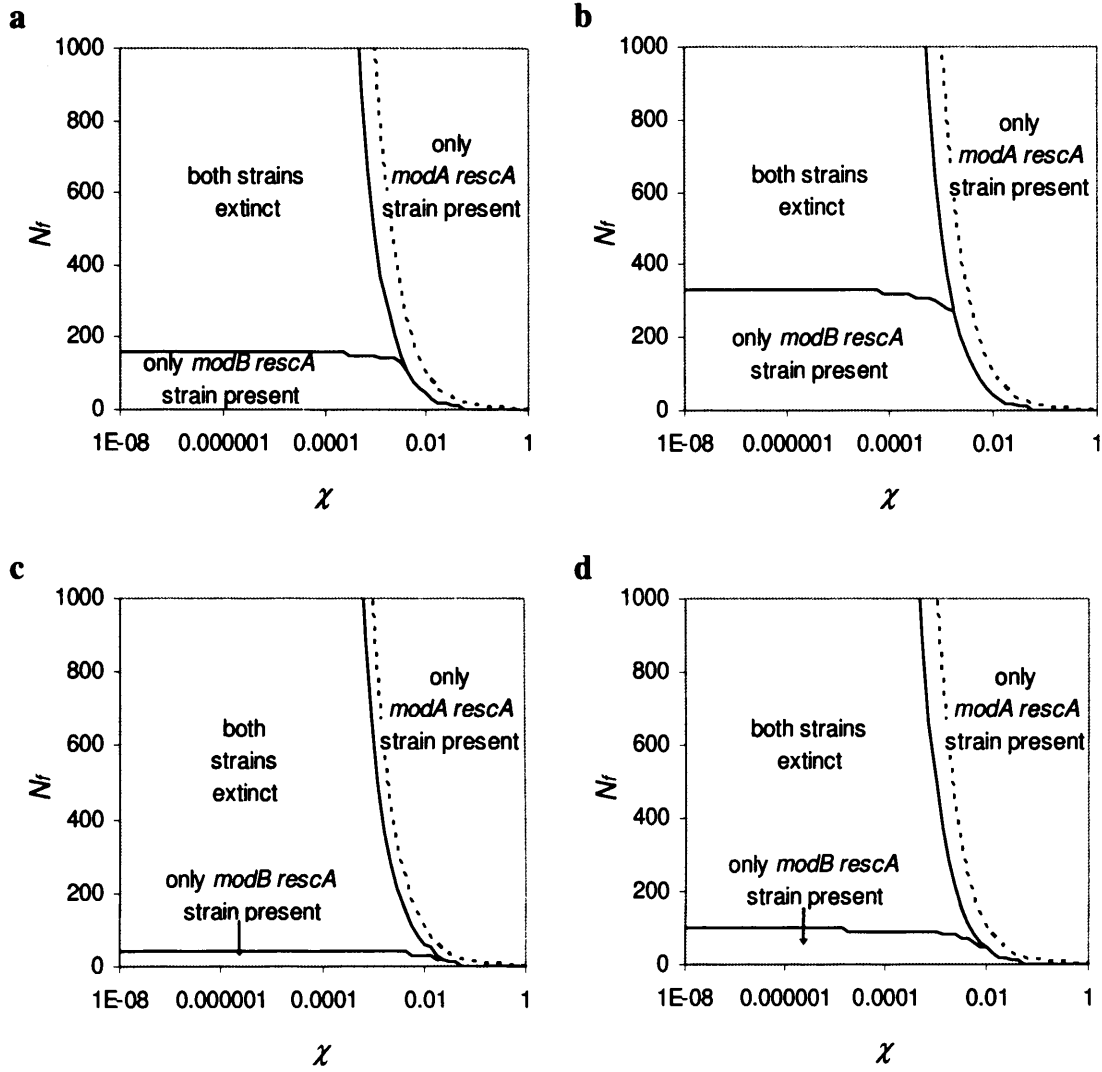 a
1000
800
600
400
200
0
Nf
both strains
extinct
only
modA rescA
strain present
only modB rescA
strain present
1E-08 0.000001 0.0001 0.01 1
χ
b
1000
800
600
400
200
0
Nf
both strains
extinct
only
modA rescA
strain present
only modB rescA
strain present
1E-08 0.000001 0.0001 0.01 1
χ
c
1000
800
600
400
200
0
Nf
both
strains
extinct
only
modA rescA
strain present
only modB rescA
strain present
1E-08 0.000001 0.0001 0.01 1
χ
d
1000
800
600
400
200
0
Nf
both strains
extinct
only
modA rescA
strain present
only modB rescA
strain present
1E-08 0.000001 0.0001 0.01 1
χ